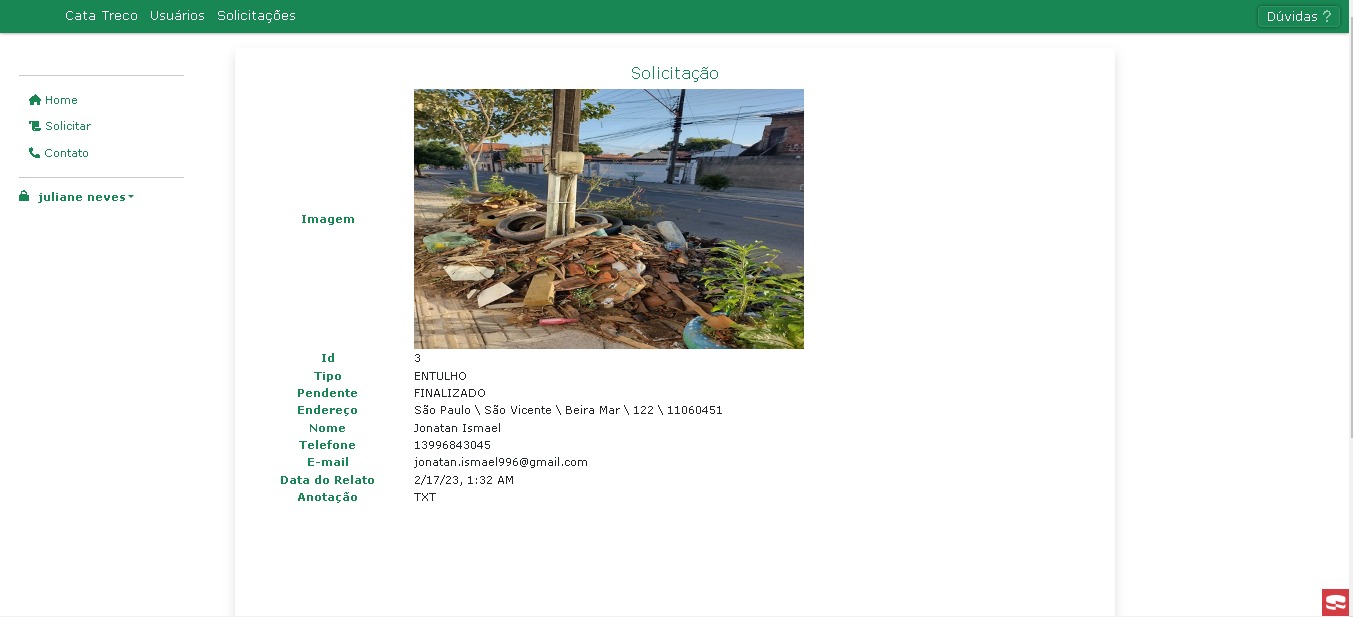 Cata Treco Usuários Solicitações Dúvidas ?
Home
Solicitar
Contato
juliane neves
Solicitação
Imagem
Id 3
Tipo ENTULHO
Pendente FINALIZADO
Endereço São Paulo \ São Vicente \ Beira Mar \ 122 \ 11060451
Nome Jonatan Ismael
Telefone 13996843045
E-mail jonatan.ismael996@gmail.com
Data do Relato 2/17/23, 1:32 AM
Anotação TXT